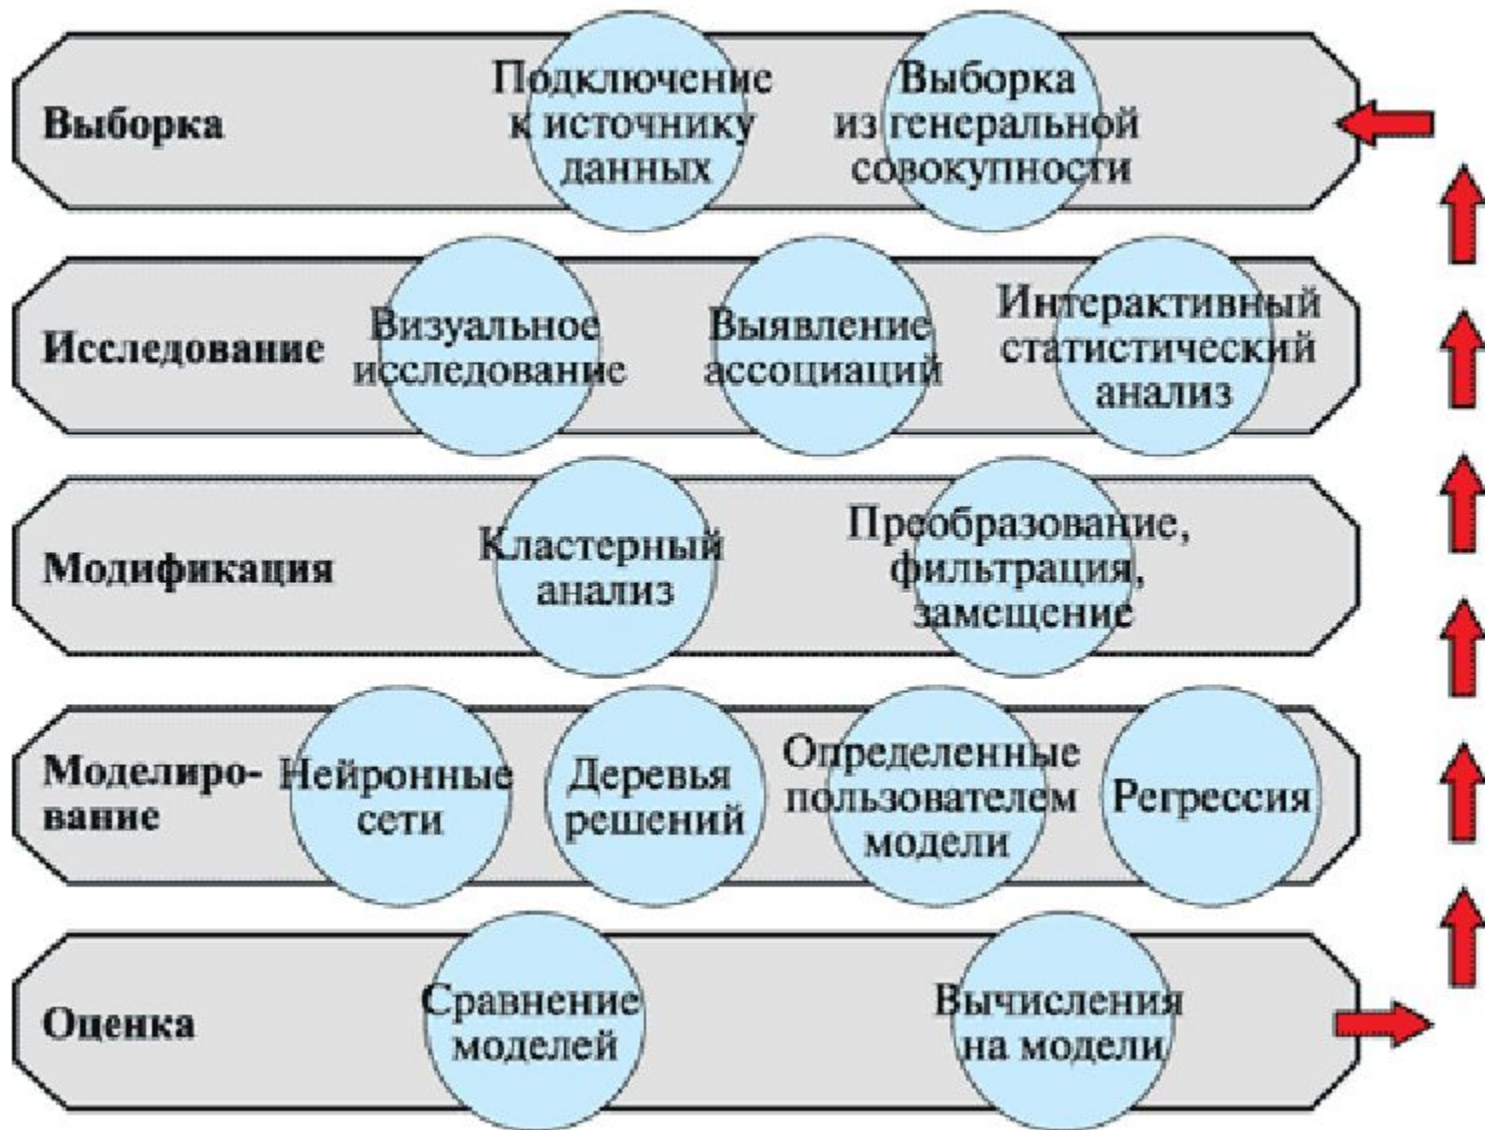 Выборка
Подключение
к источнику
данных
Выборка
из генеральной
совокупности
Исследование
Визуальное
исследование
Выявление
ассоциаций
Интерактивный
статистический
анализ
Модификация
Кластерный
анализ
Преобразование,
фильтрация,
замещение
Моделиро-
вание
Нейронные
сети
Деревья
решений
Определенные
пользователем
модели
Регрессия
Оценка
Сравнение
моделей
Вычисления
на модели